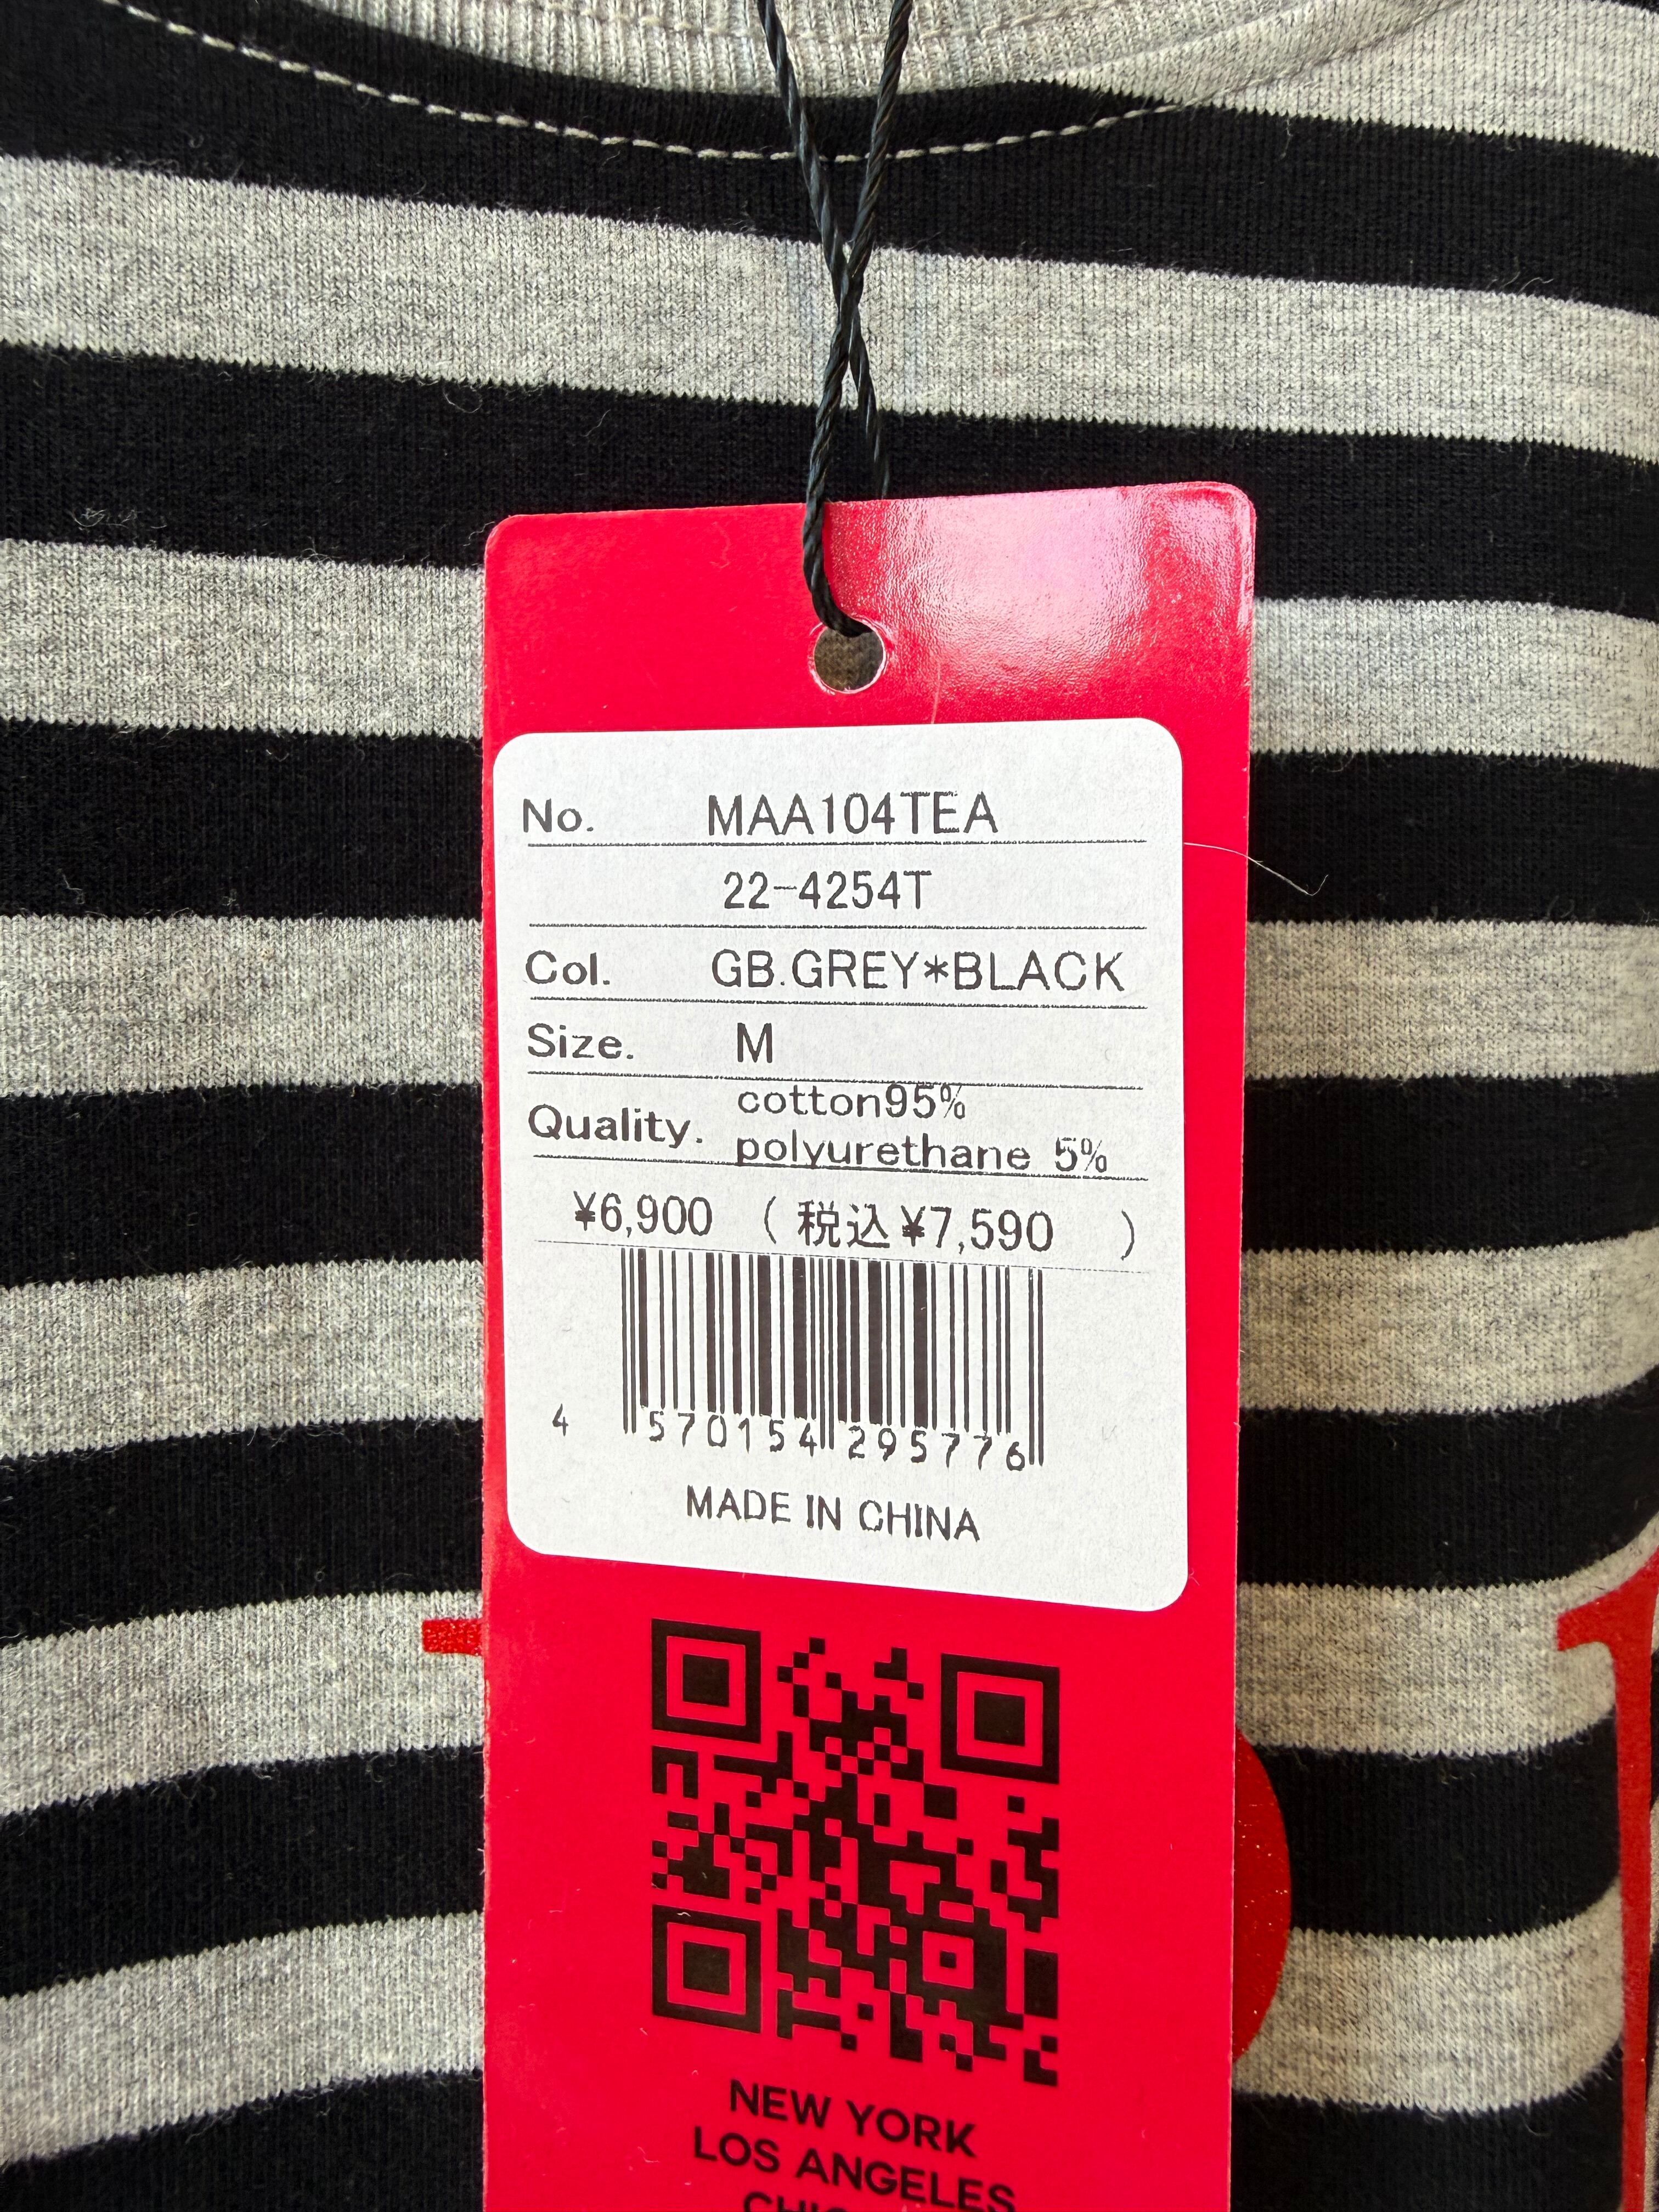 No. MAA104TEA
22-4254T
Col. GB.GREY*BLACK
Size. M
Quality. cotton95%
polyurethane 5%
¥6,900 ( 税込¥7,590 )
4 570154 295776
MADE IN CHINA
NEW YORK
LOS ANGELES